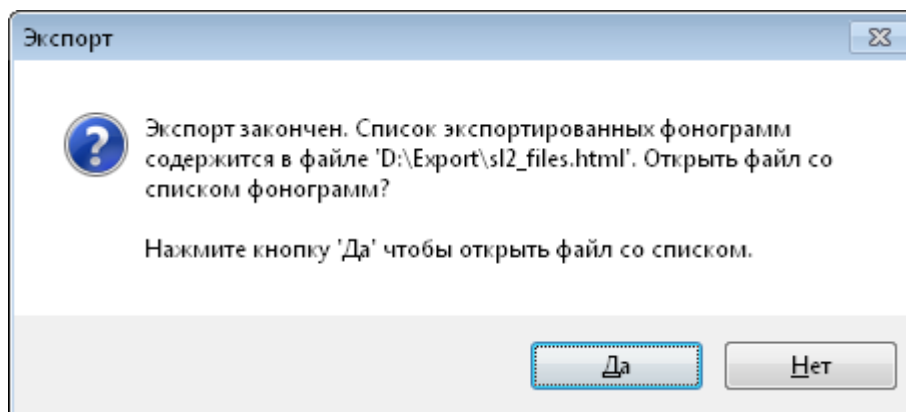 Экспорт
Экспорт закончен. Список экспортированных фонограмм
содержится в файле 'D:\Export\sl2_files.html'. Открыть файл со
списком фонограмм?
Нажмите кнопку 'Да' чтобы открыть файл со списком.
Да
Нет